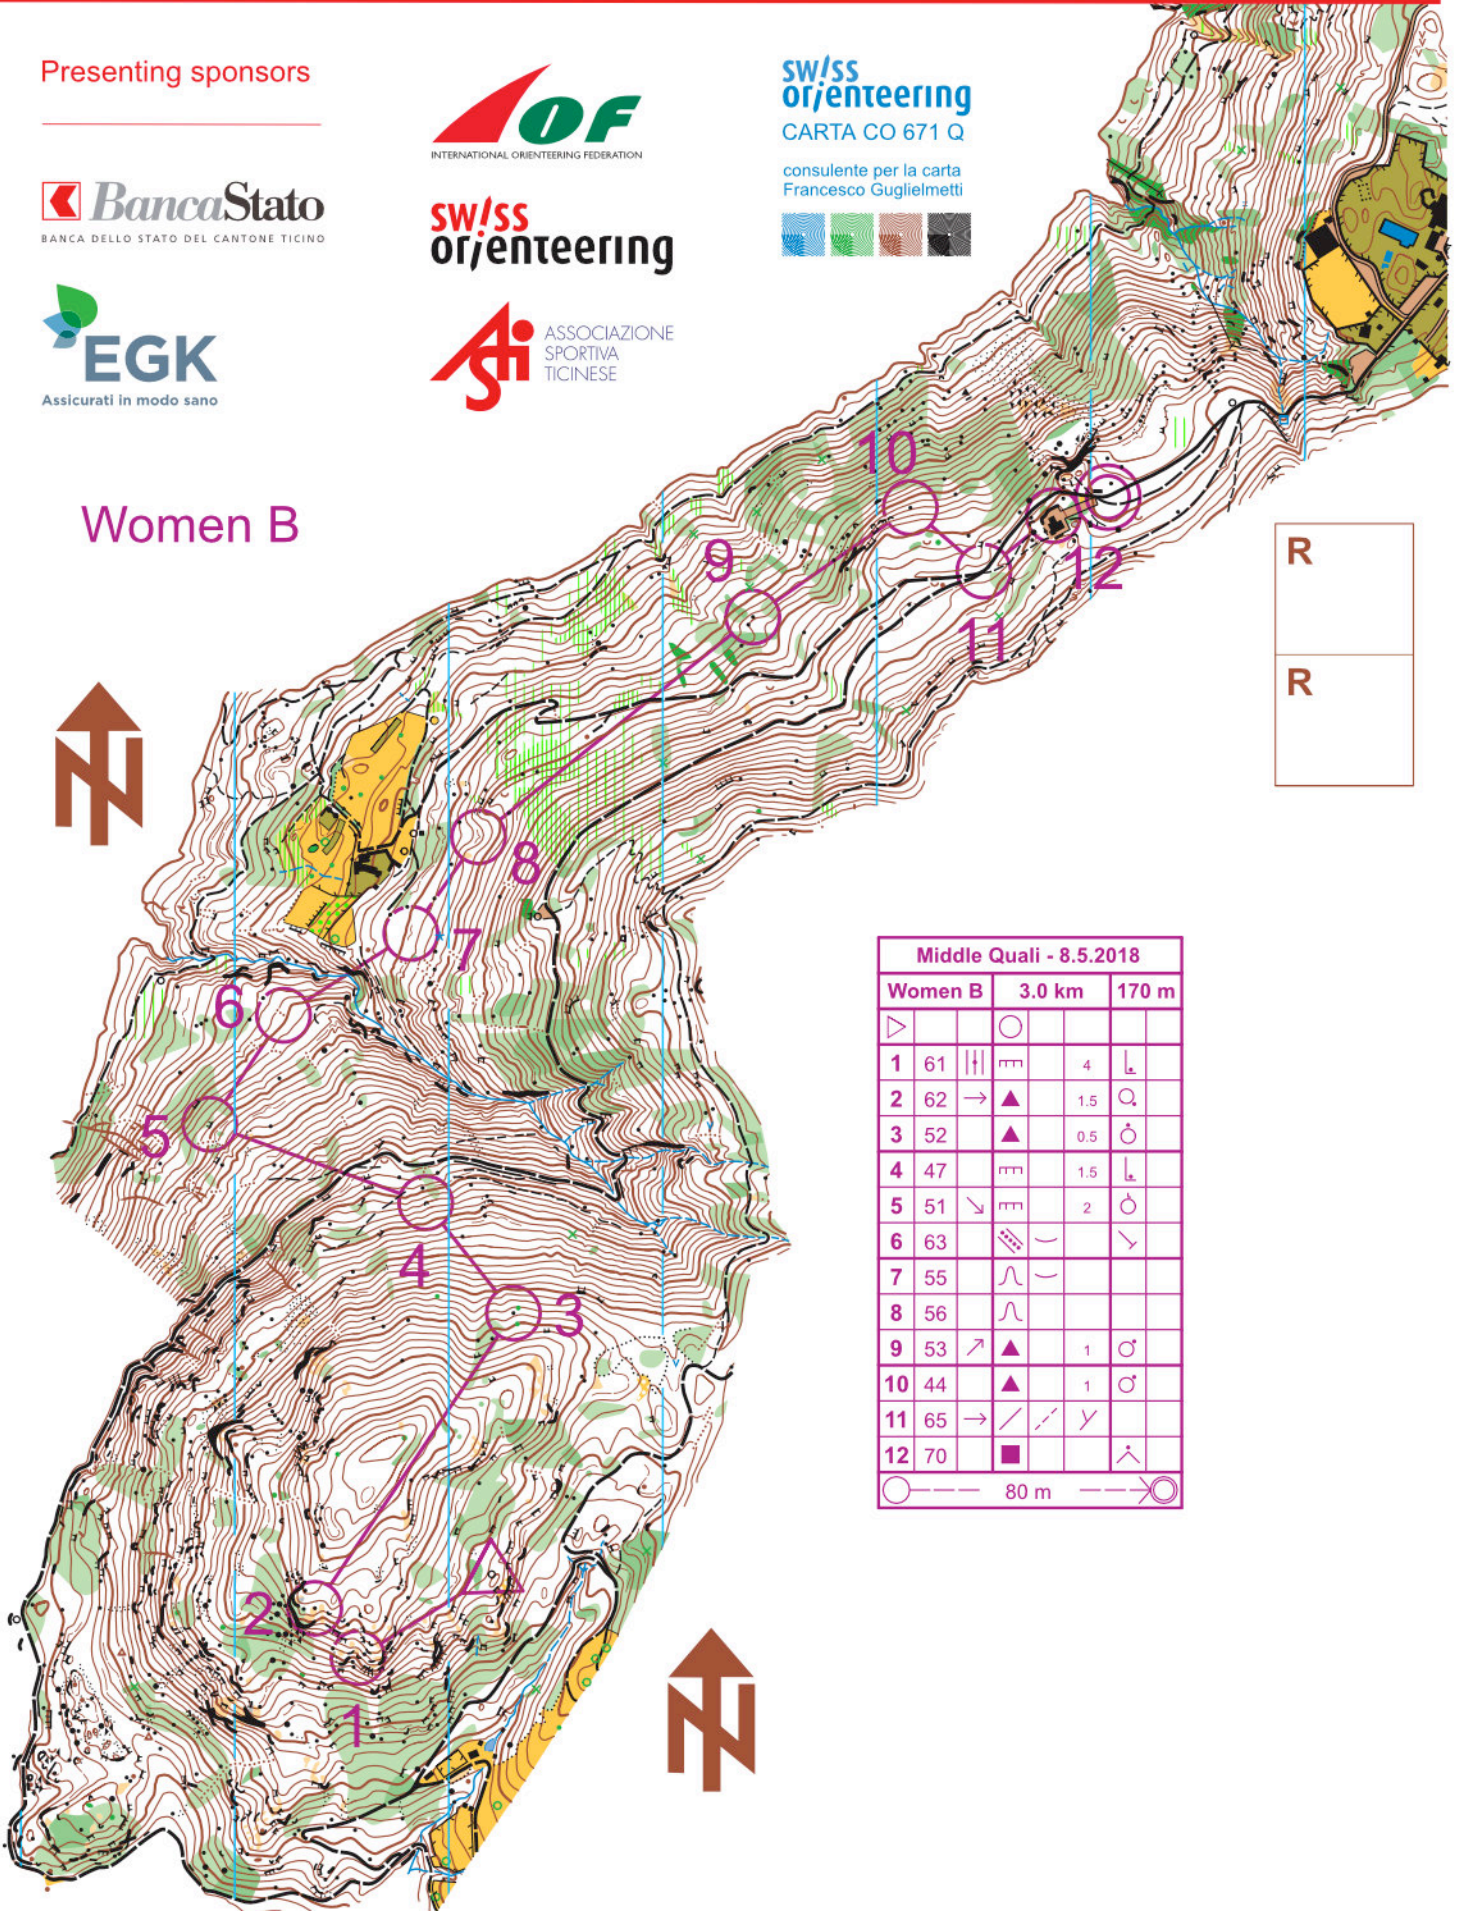 Presenting sponsors
BancaStato
BANCA DELLO STATO DEL CANTONE TICINO
EGK
Assicurati in modo sano
IOF
INTERNATIONAL ORIENTEERING FEDERATION
swiss
orienteering
ASTi
ASSOCIAZIONE
SPORTIVA
TICINESE
swiss
orienteering
CARTA CO 671 Q
consulente per la carta
Francesco Guglielmetti
Women B
10
9
12
11
R
R
N
8
7
6
5
4
3
2
1
N
Middle Quali - 8.5.2018
Women B 3.0 km 170 m
1 61 4
2 62 1.5
3 52 0.5
4 47 1.5
5 51 2
6 63
7 55
8 56
9 53 1
10 44 1
11 65
12 70
80 m